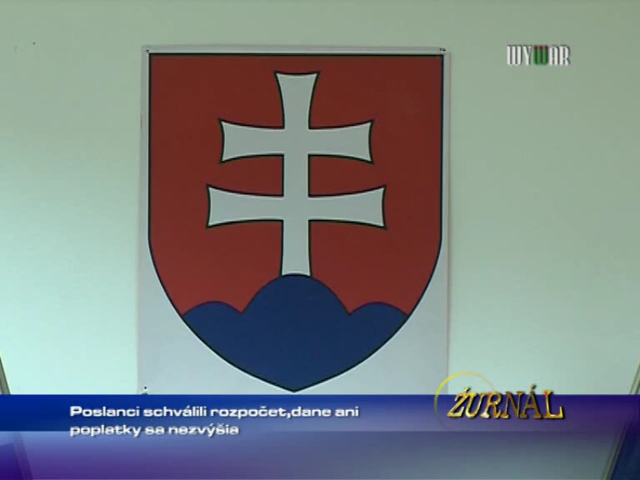 WYWAR
Poslanci schválili rozpočet,dane ani
poplatky sa nezvýšia
ŽURNÁL